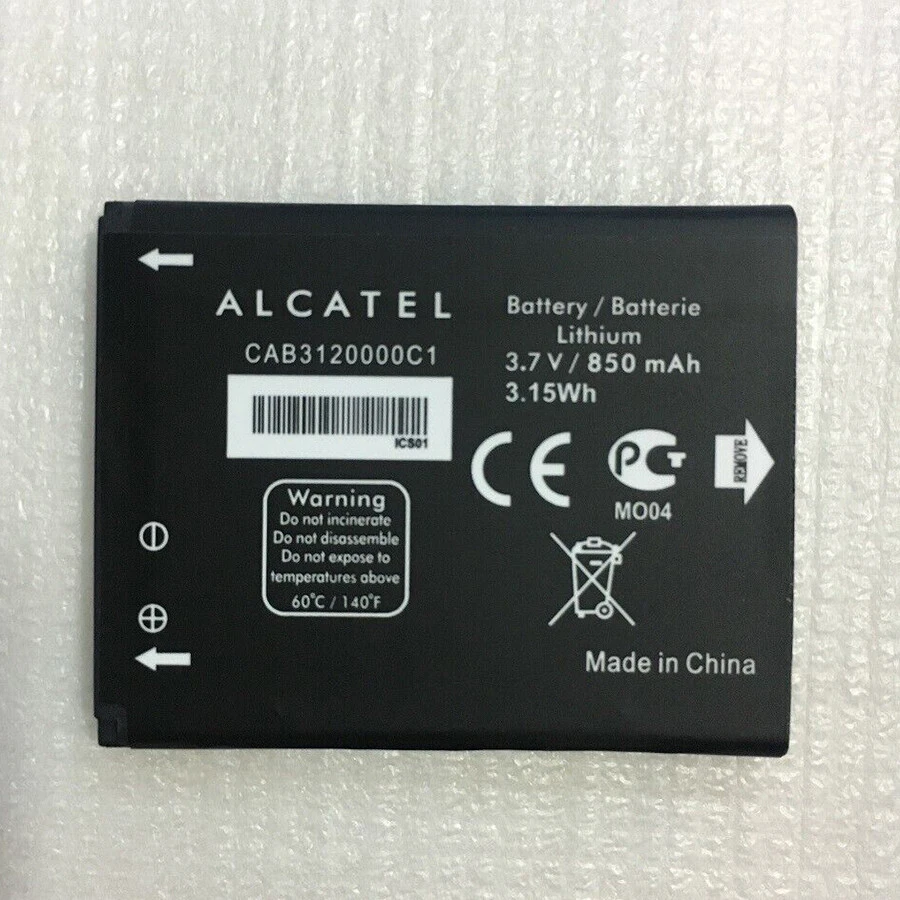 ALCATEL
CAB3120000C1
ICS01
Battery / Batterie
Lithium
3.7 V / 850 mAh
3.15Wh
CE
PCT
MO04
REMOVE
Warning
Do not incinerate
Do not disassemble
Do not expose to
temperatures above
60°C / 140°F
Made in China